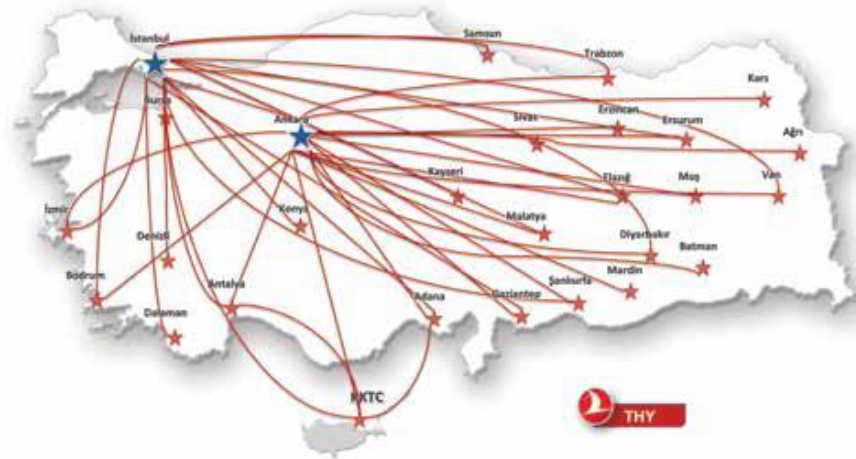 İstanbul
Samsun
Trabzon
Kars
Bursa
Ankara
Sivas
Erzincan
Erzurum
Ağrı
Kayseri
Elazığ
Muş
Van
İzmir
Konya
Malatya
Denizli
Diyarbakır
Batman
Bodrum
Antalya
Adana
Gaziantep
Şanlıurfa
Mardin
Dalaman
KKTC
THY